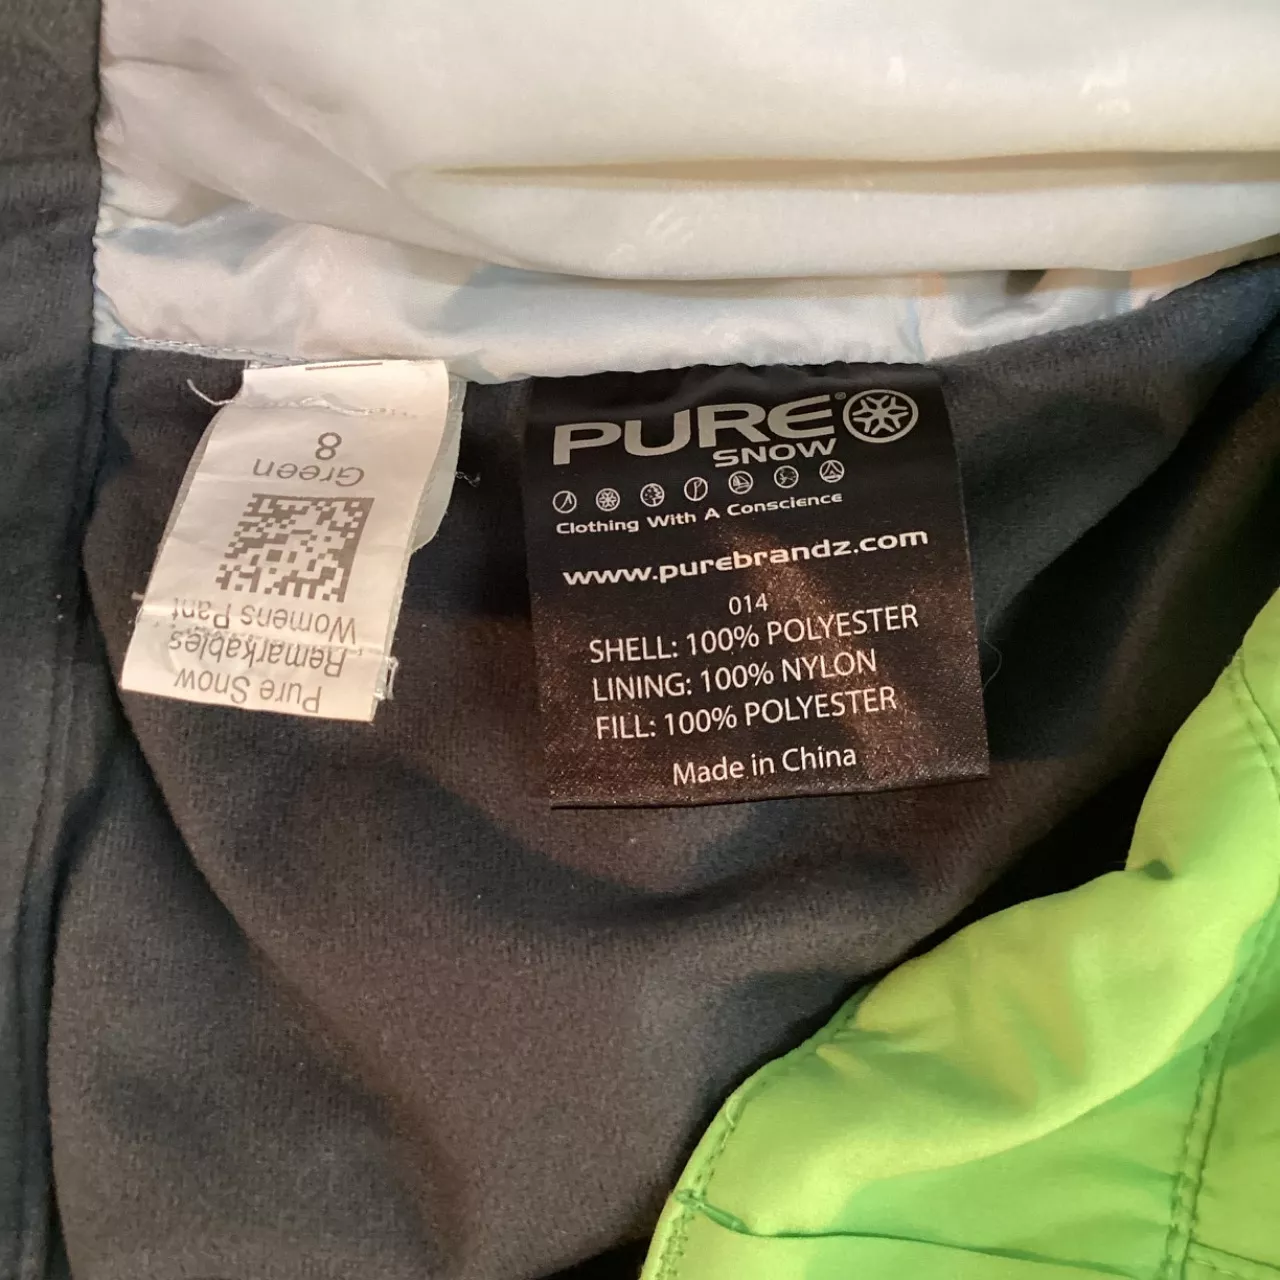 PURE®
SNOW
Clothing With A Conscience
www.purebrandz.com
014
SHELL: 100% POLYESTER
LINING: 100% NYLON
FILL: 100% POLYESTER
Made in China
Pure Snow
Remarkables
Womens Pant
Green
8